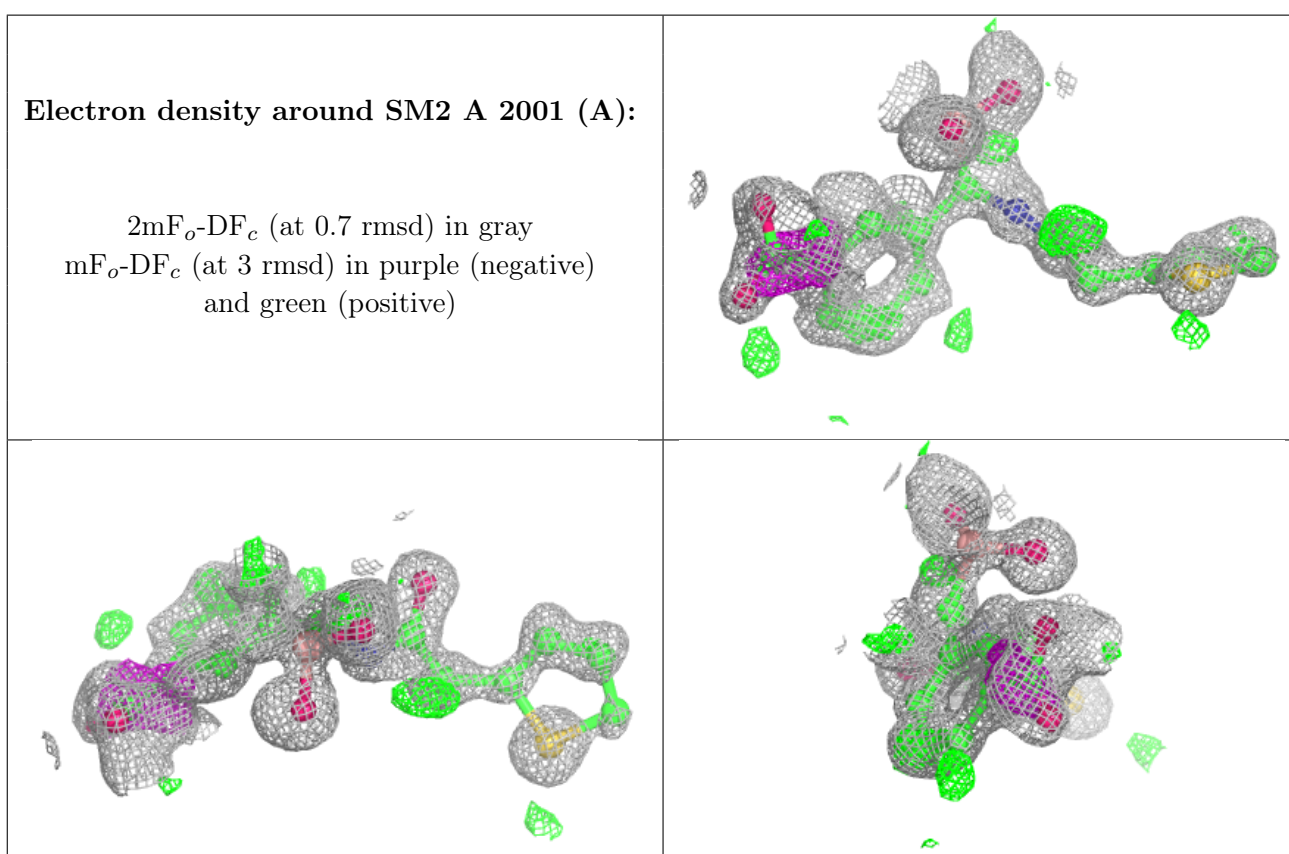 Electron density around SM2 A 2001 (A):
2mFo-DFc (at 0.7 rmsd) in gray
mFo-DFc (at 3 rmsd) in purple (negative)
and green (positive)